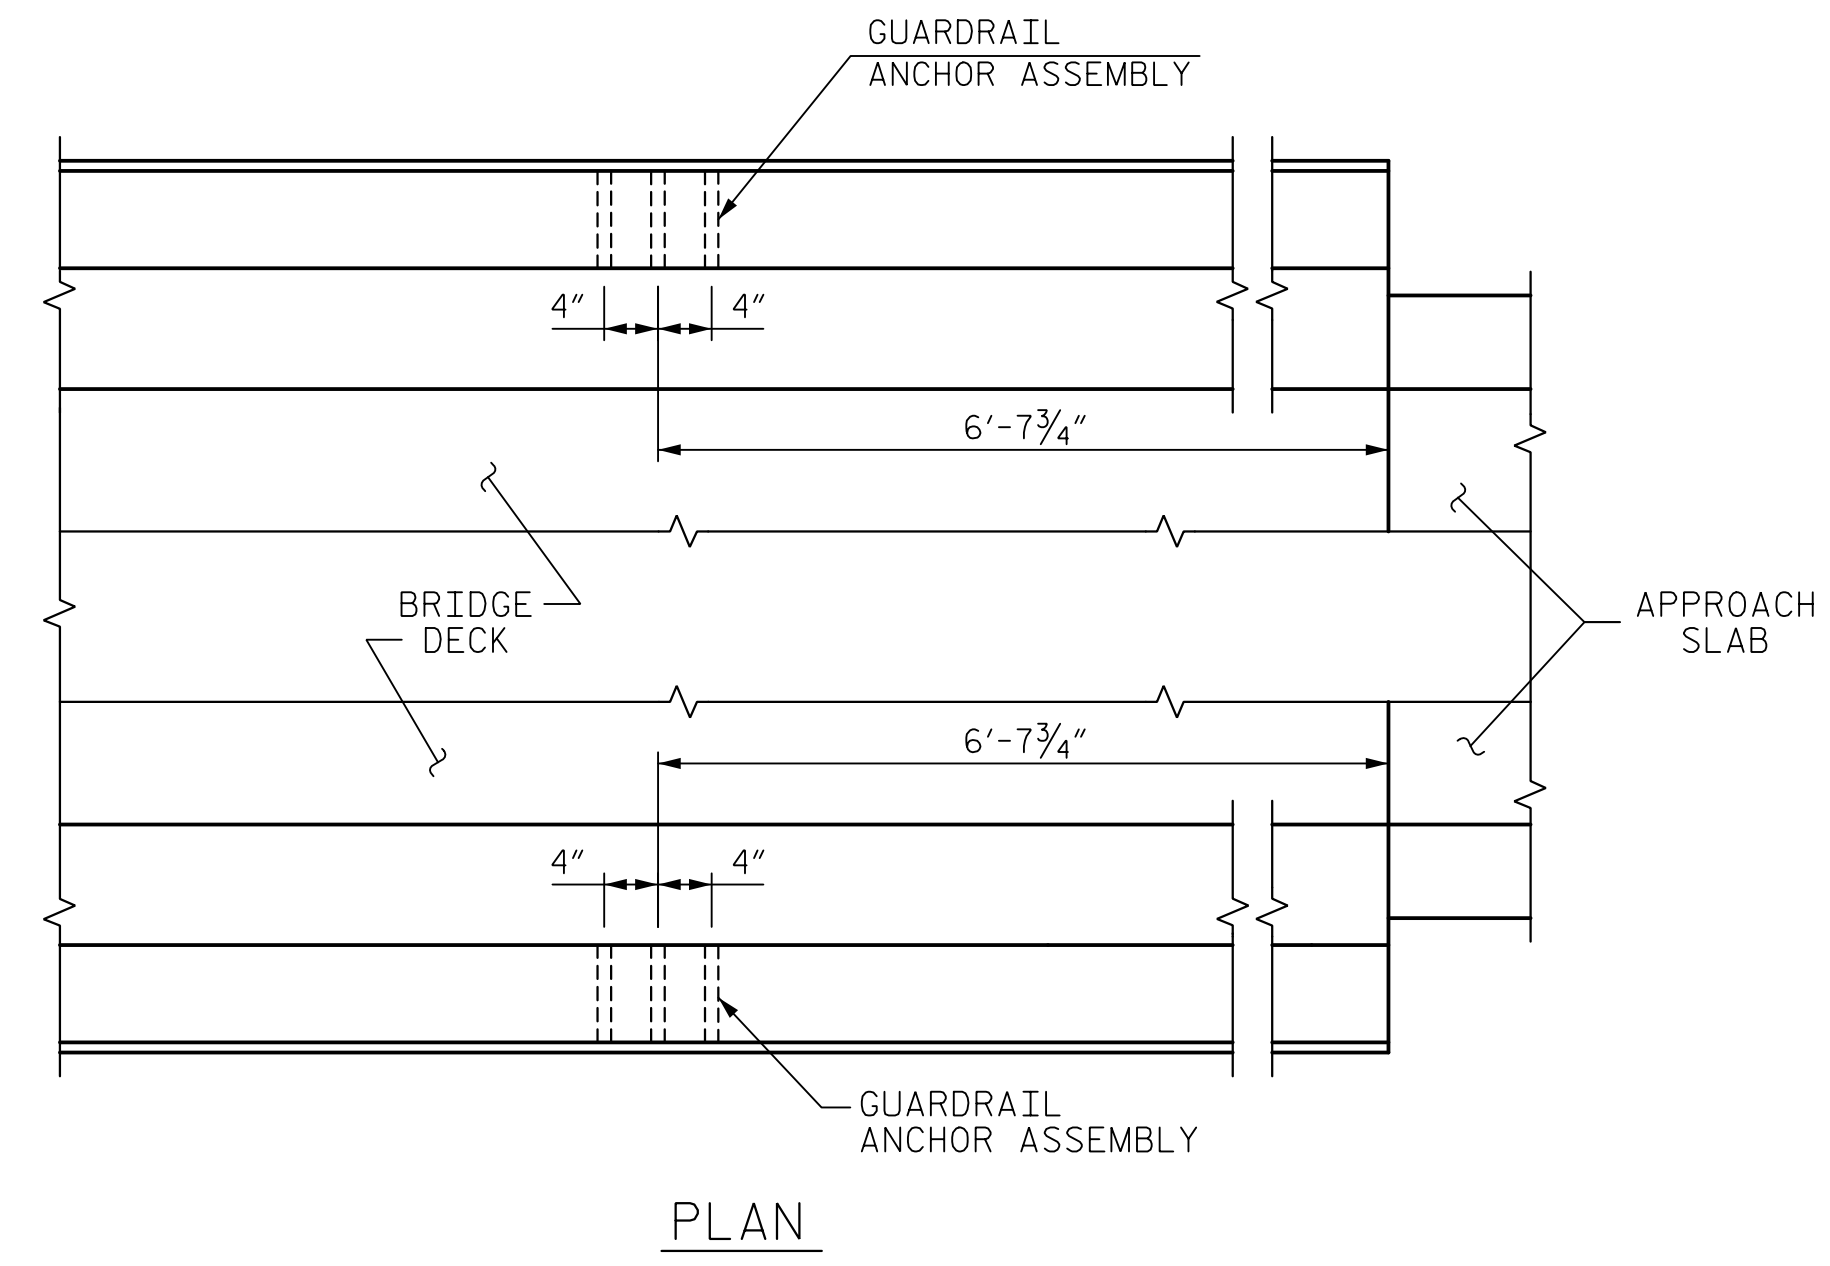 GUARDRAIL
ANCHOR ASSEMBLY
4" 4"
6'-7¾"
BRIDGE
DECK
APPROACH
SLAB
6'-7¾"
4" 4"
GUARDRAIL
ANCHOR ASSEMBLY
PLAN